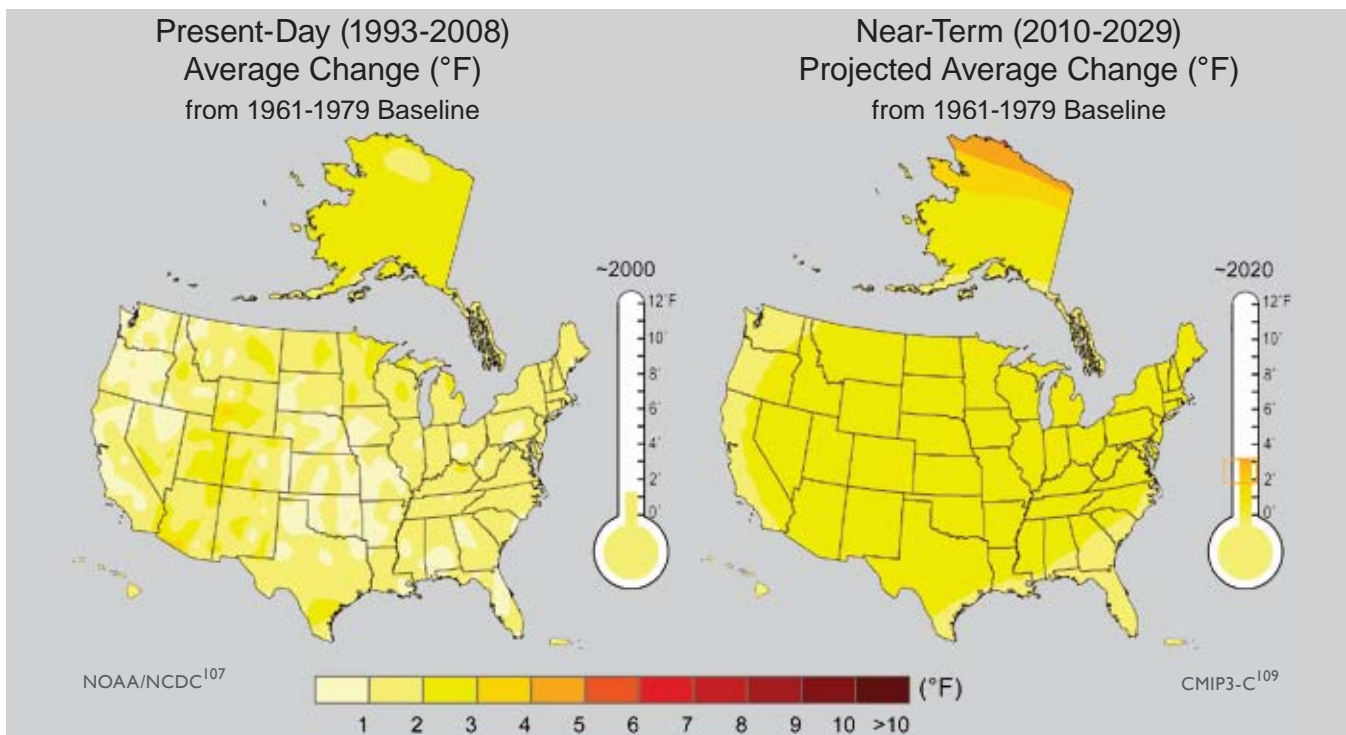 Present-Day (1993-2008)
Average Change (°F)
from 1961-1979 Baseline
Near-Term (2010-2029)
Projected Average Change (°F)
from 1961-1979 Baseline
~2000
12°F
10°
8°
6°
4°
2°
0°
~2020
12°F
10°
8°
6°
4°
2°
0°
NOAA/NCDC107
CMIP3-C109
(°F)
1 2 3 4 5 6 7 8 9 10 >10